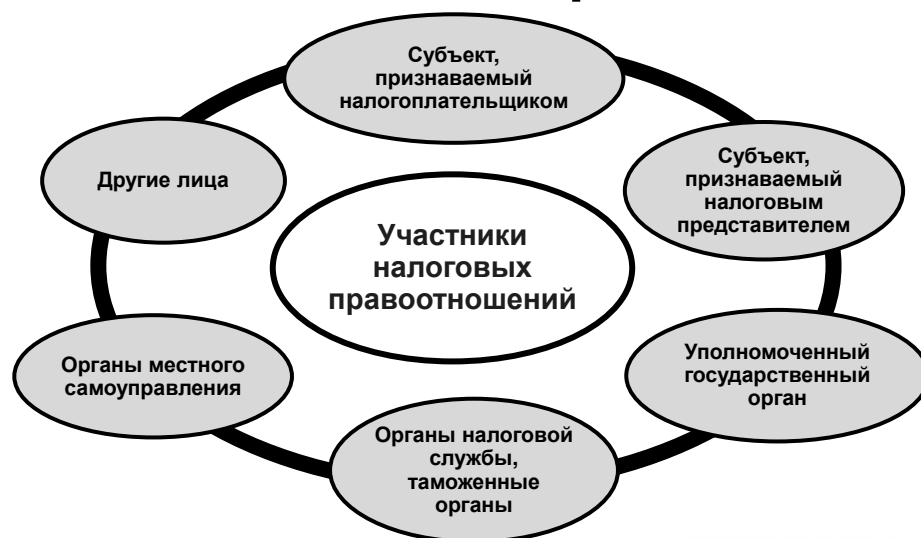 Субъект,
признаваемый
налогоплательщиком
Субъект,
признаваемый
налоговым
представителем
Другие лица
Участники
налоговых
правоотношений
Уполномоченный
государственный
орган
Органы местного
самоуправления
Органы налоговой
службы,
таможенные
органы